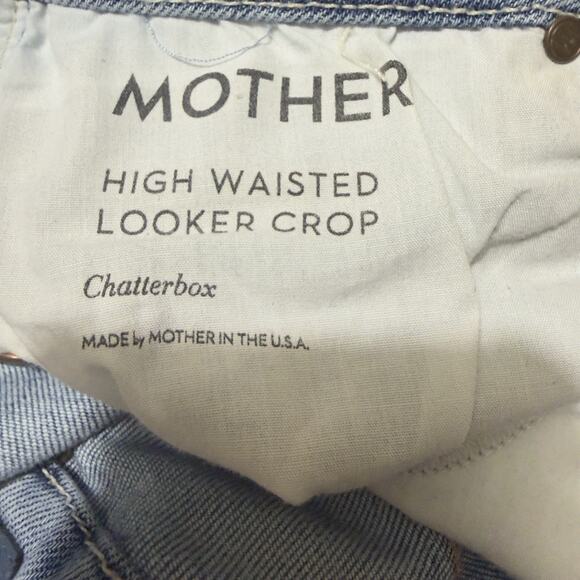 MOTHER
HIGH WAISTED
LOOKER CROP
Chatterbox
MADE by MOTHER IN THE U.S.A.